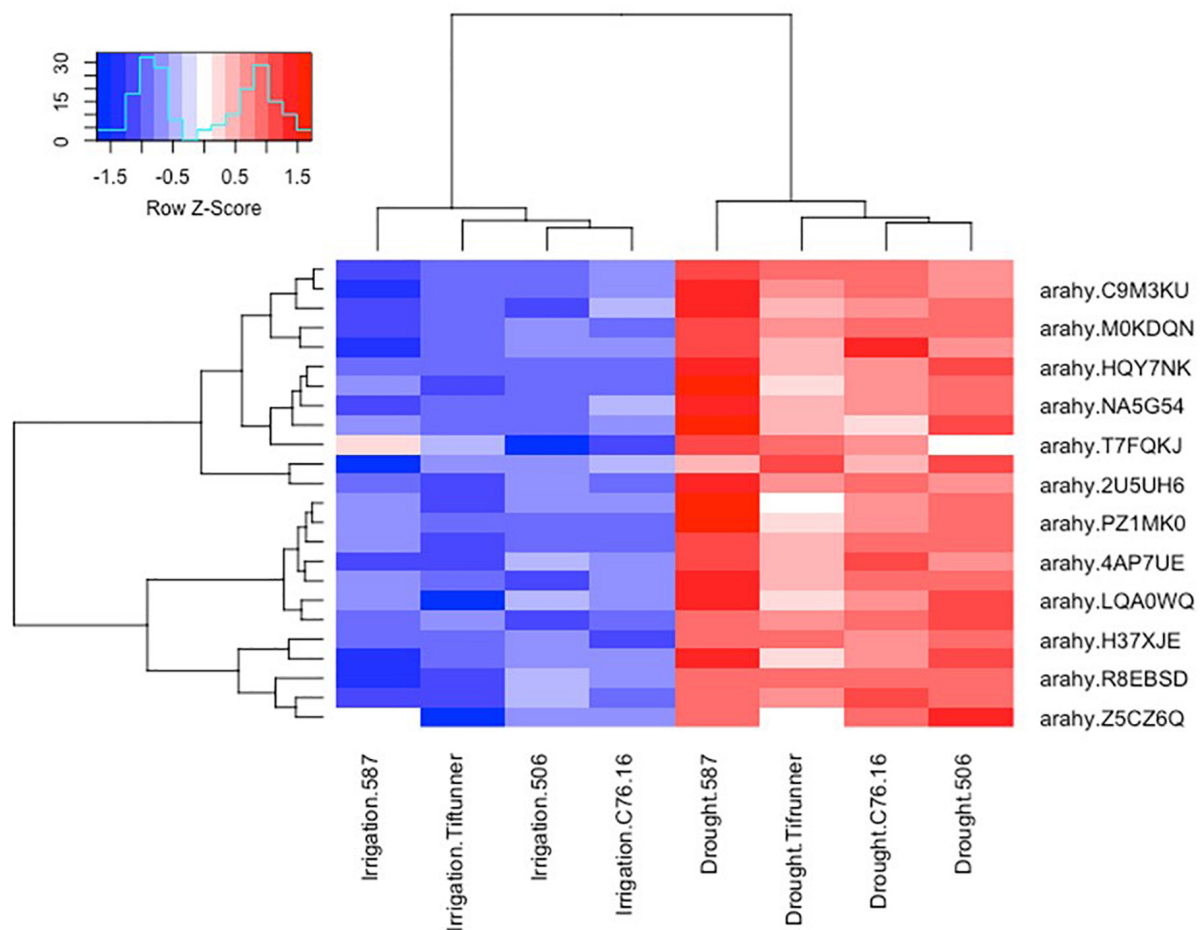 30
15
0
-1.5 -0.5 0.5 1.5
Row Z-Score
arahy.C9M3KU
arahy.M0KDQN
arahy.HQY7NK
arahy.NA5G54
arahy.T7FQKJ
arahy.2U5UH6
arahy.PZ1MK0
arahy.4AP7UE
arahy.LQA0WQ
arahy.H37XJE
arahy.R8EBSD
arahy.Z5CZ6Q
Irrigation.587
Irrigation.Tiftunner
Irrigation.506
Irrigation.C76.16
Drought.587
Drought.Tifrunner
Drought.C76.16
Drought.506